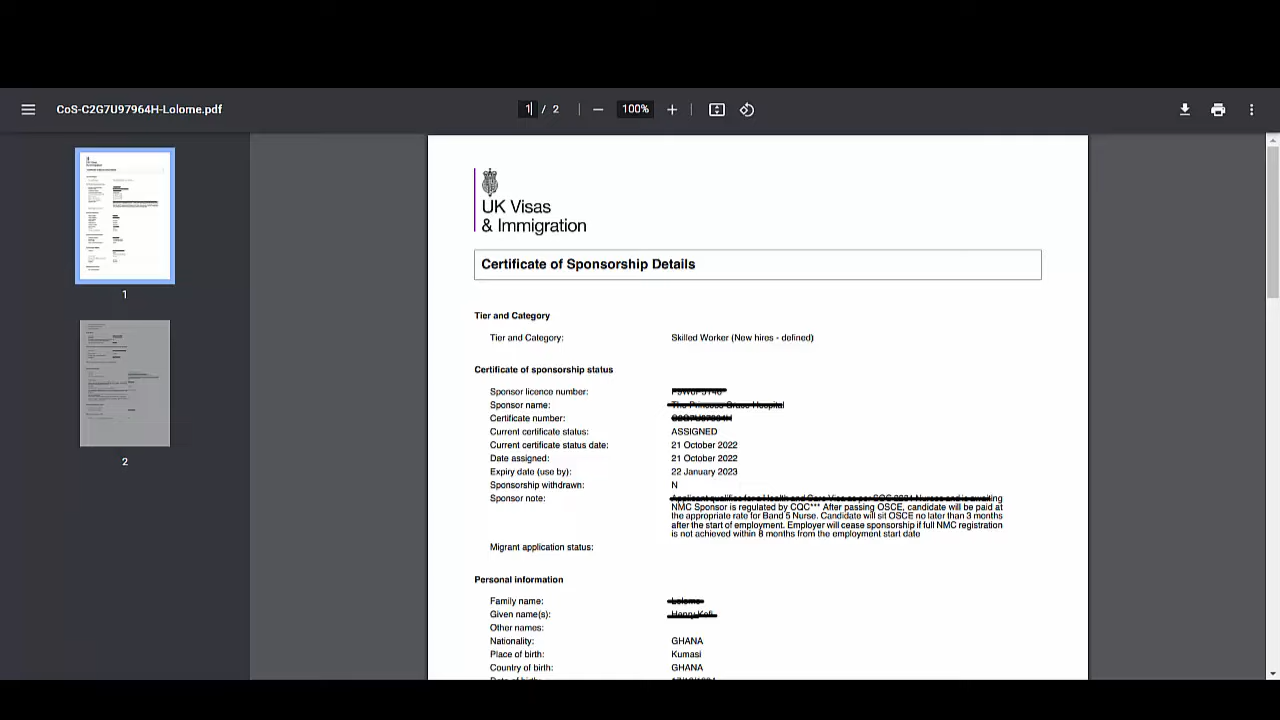 CoS-C2G7U97964H-Lolome.pdf
1 / 2
100%
1
2
UK Visas
& Immigration
Certificate of Sponsorship Details
Tier and Category
Tier and Category: Skilled Worker (New hires - defined)
Certificate of sponsorship status
Sponsor licence number:
Sponsor name:
Certificate number:
Current certificate status: ASSIGNED
Current certificate status date: 21 October 2022
Date assigned: 21 October 2022
Expiry date (use by): 22 January 2023
Sponsorship withdrawn: N
Sponsor note:
NMC Sponsor is regulated by CQC*** After passing OSCE, candidate will be paid at
the appropriate rate for Band 5 Nurse. Candidate will sit OSCE no later than 3 months
after the start of employment. Employer will cease sponsorship if full NMC registration
is not achieved within 8 months from the employment start date
Migrant application status:
Personal information
Family name:
Given name(s):
Other names:
Nationality: GHANA
Place of birth: Kumasi
Country of birth: GHANA